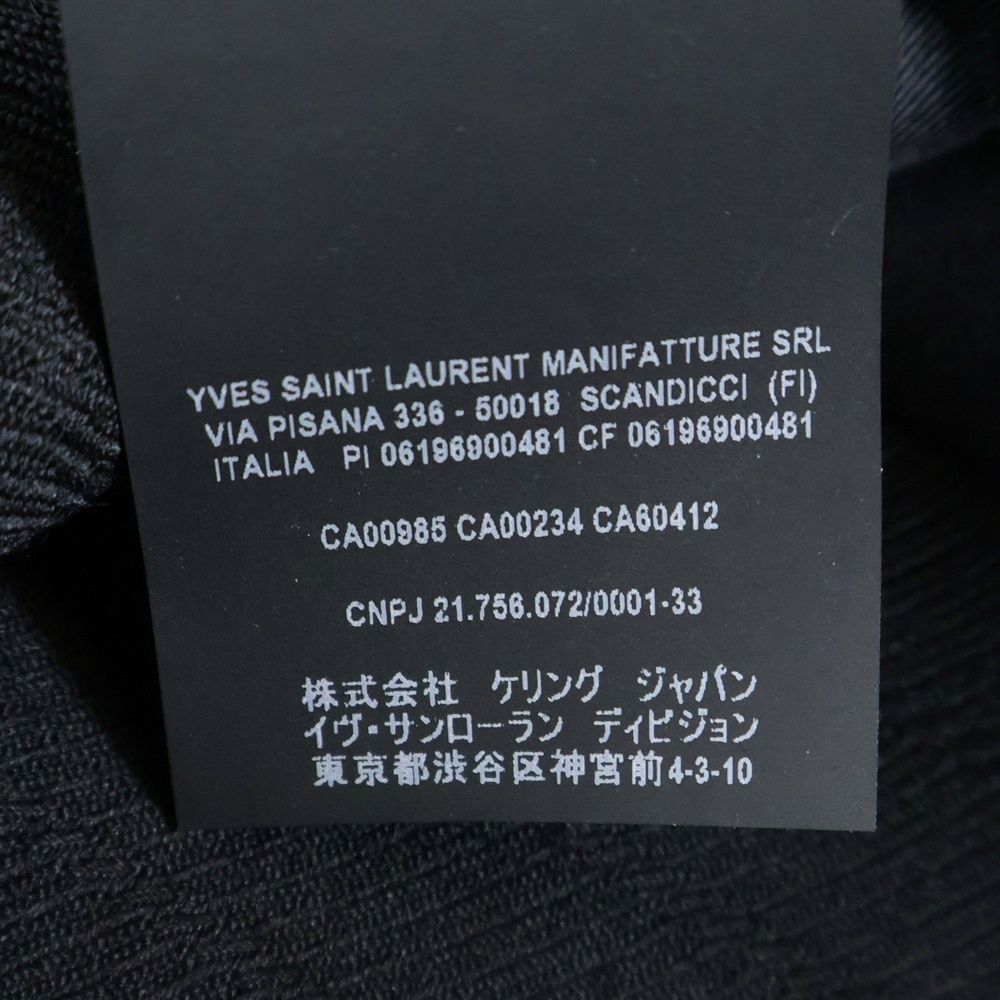 YVES SAINT LAURENT MANIFATTURE SRL
VIA PISANA 336 - 50018 SCANDICCI (FI)
ITALIA PI 06196900481 CF 06196900481
CA00985 CA00234 CA60412
CNPJ 21.756.072/0001-33
株式会社 ケリング ジャパン
イヴ・サンローラン ディビジョン
東京都渋谷区神宮前4-3-10